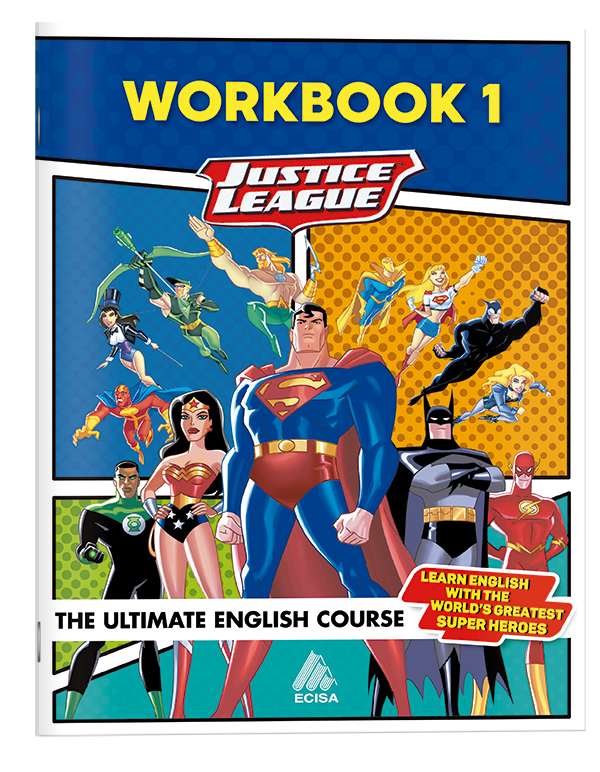 WORKBOOK 1
JUSTICE
LEAGUE
LEARN ENGLISH
WITH THE
WORLD'S GREATEST
SUPER HEROES
THE ULTIMATE ENGLISH COURSE
ECISA